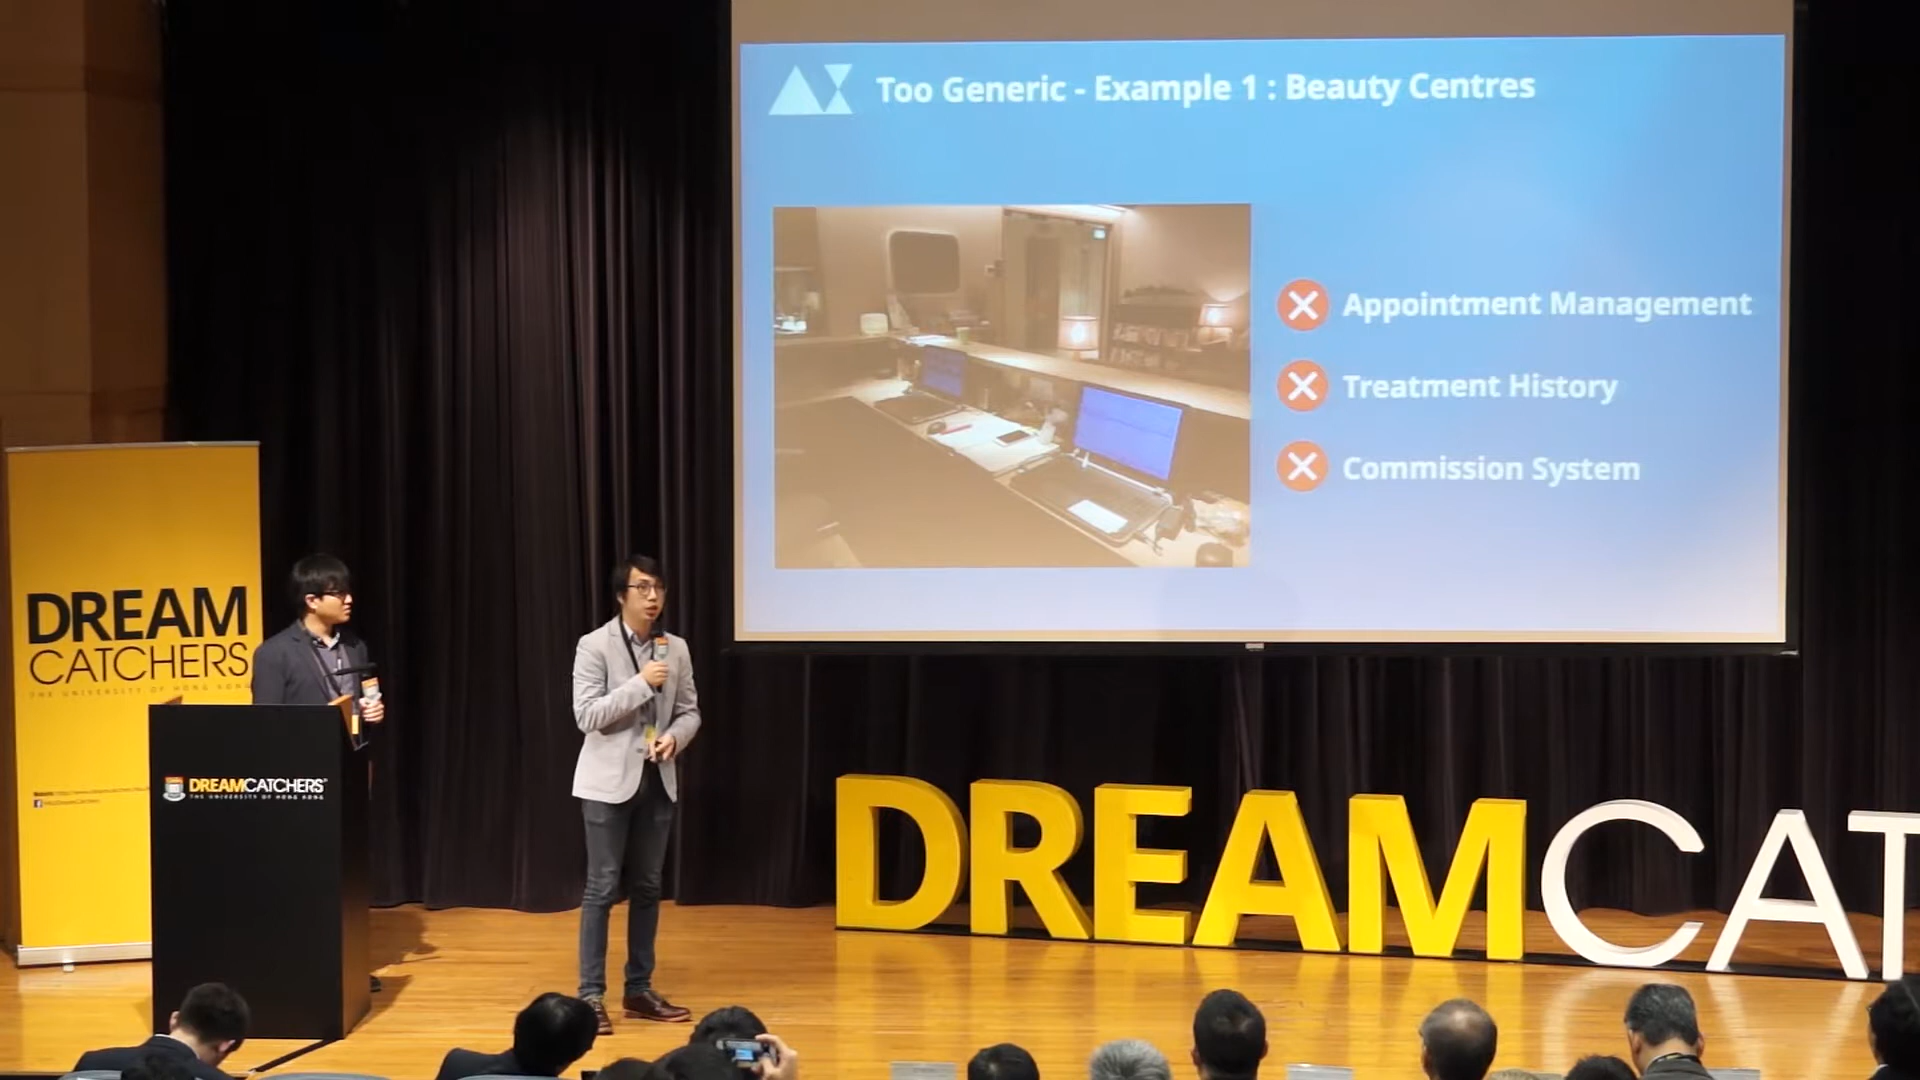 Too Generic - Example 1 : Beauty Centres
Appointment Management
Treatment History
Commission System
DREAM
CATCHERS
THE UNIVERSITY OF HONG KONG
DREAMCATCHERS
THE UNIVERSITY OF HONG KONG
DREAMCAT